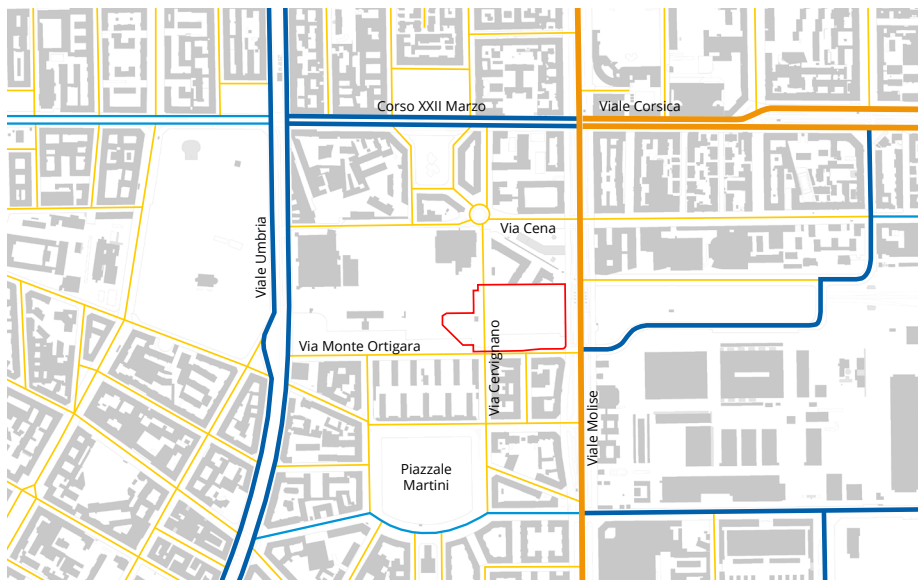 Corso XXII Marzo
Viale Corsica
Viale Umbria
Via Cena
Via Monte Ortigara
Via Cervignano
Viale Molise
Piazzale
Martini